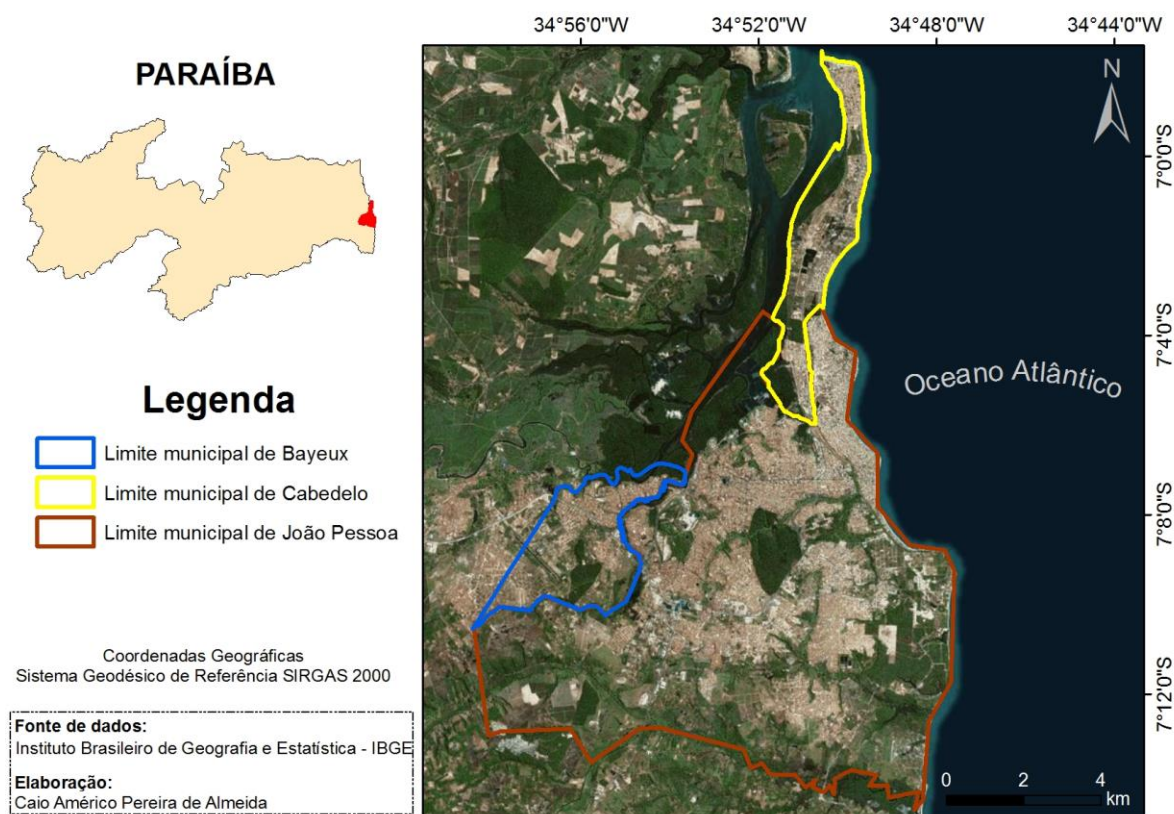 34°56'0"W 34°52'0"W 34°48'0"W 34°44'0"W
PARAÍBA
N
7°0'0"S
7°4'0"S
Oceano Atlântico
Legenda
Limite municipal de Bayeux
Limite municipal de Cabedelo
Limite municipal de João Pessoa
7°8'0"S
7°12'0"S
Coordenadas Geográficas
Sistema Geodésico de Referência SIRGAS 2000
Fonte de dados:
Instituto Brasileiro de Geografia e Estatística - IBGE
Elaboração:
Caio Américo Pereira de Almeida
0 2 4
km